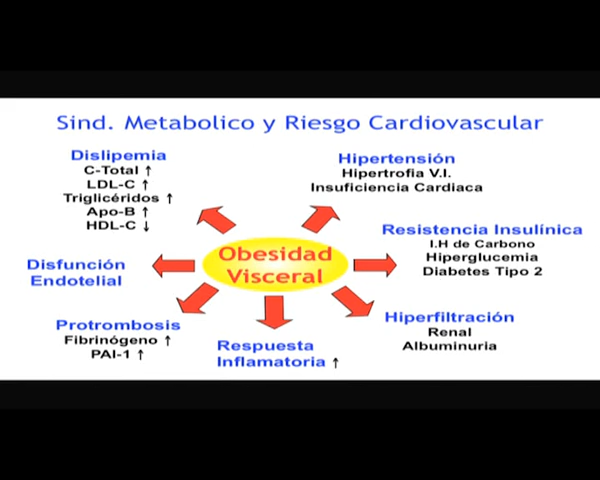 Sind. Metabolico y Riesgo Cardiovascular
Dislipemia
C-Total ↑
LDL-C ↑
Triglicéridos ↑
Apo-B ↑
HDL-C ↓
Hipertensión
Hipertrofia V.I.
Insuficiencia Cardiaca
Obesidad
Visceral
Resistencia Insulínica
I.H de Carbono
Hiperglucemia
Diabetes Tipo 2
Disfunción
Endotelial
Protrombosis
Fibrinógeno ↑
PAI-1 ↑
Respuesta
Inflamatoria ↑
Hiperfiltración
Renal
Albuminuria